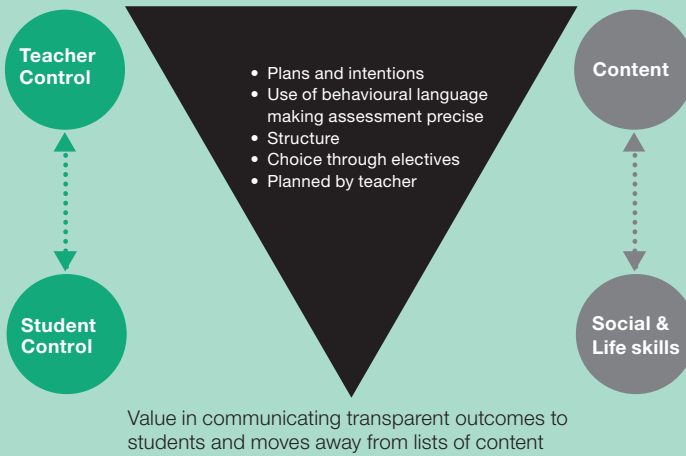 Teacher
Control
• Plans and intentions
• Use of behavioural language
making assessment precise
• Structure
• Choice through electives
• Planned by teacher
Content
Student
Control
Social &
Life skills
Value in communicating transparent outcomes to
students and moves away from lists of content